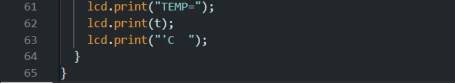 61 lcd.print("TEMP=");
62 lcd.print(t);
63 lcd.print("'C  ");
64 }
65 }